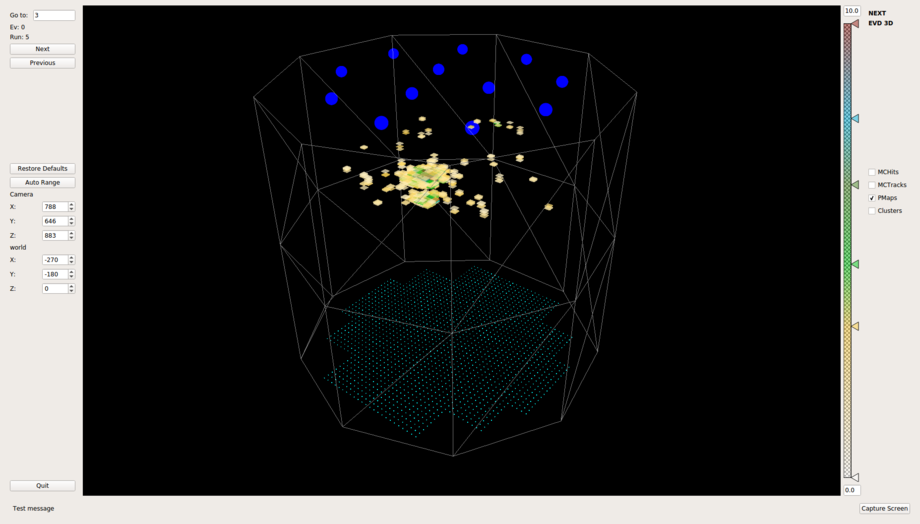 Go to: 3
Ev: 0
Run: 5
Next
Previous
Restore Defaults
Auto Range
Camera
X: 788
Y: 646
Z: 883
world
X: -270
Y: -180
Z: 0
Quit
Test message
10.0
0.0
NEXT
EVD 3D
MCHits
MCTracks
PMaps
Clusters
Capture Screen